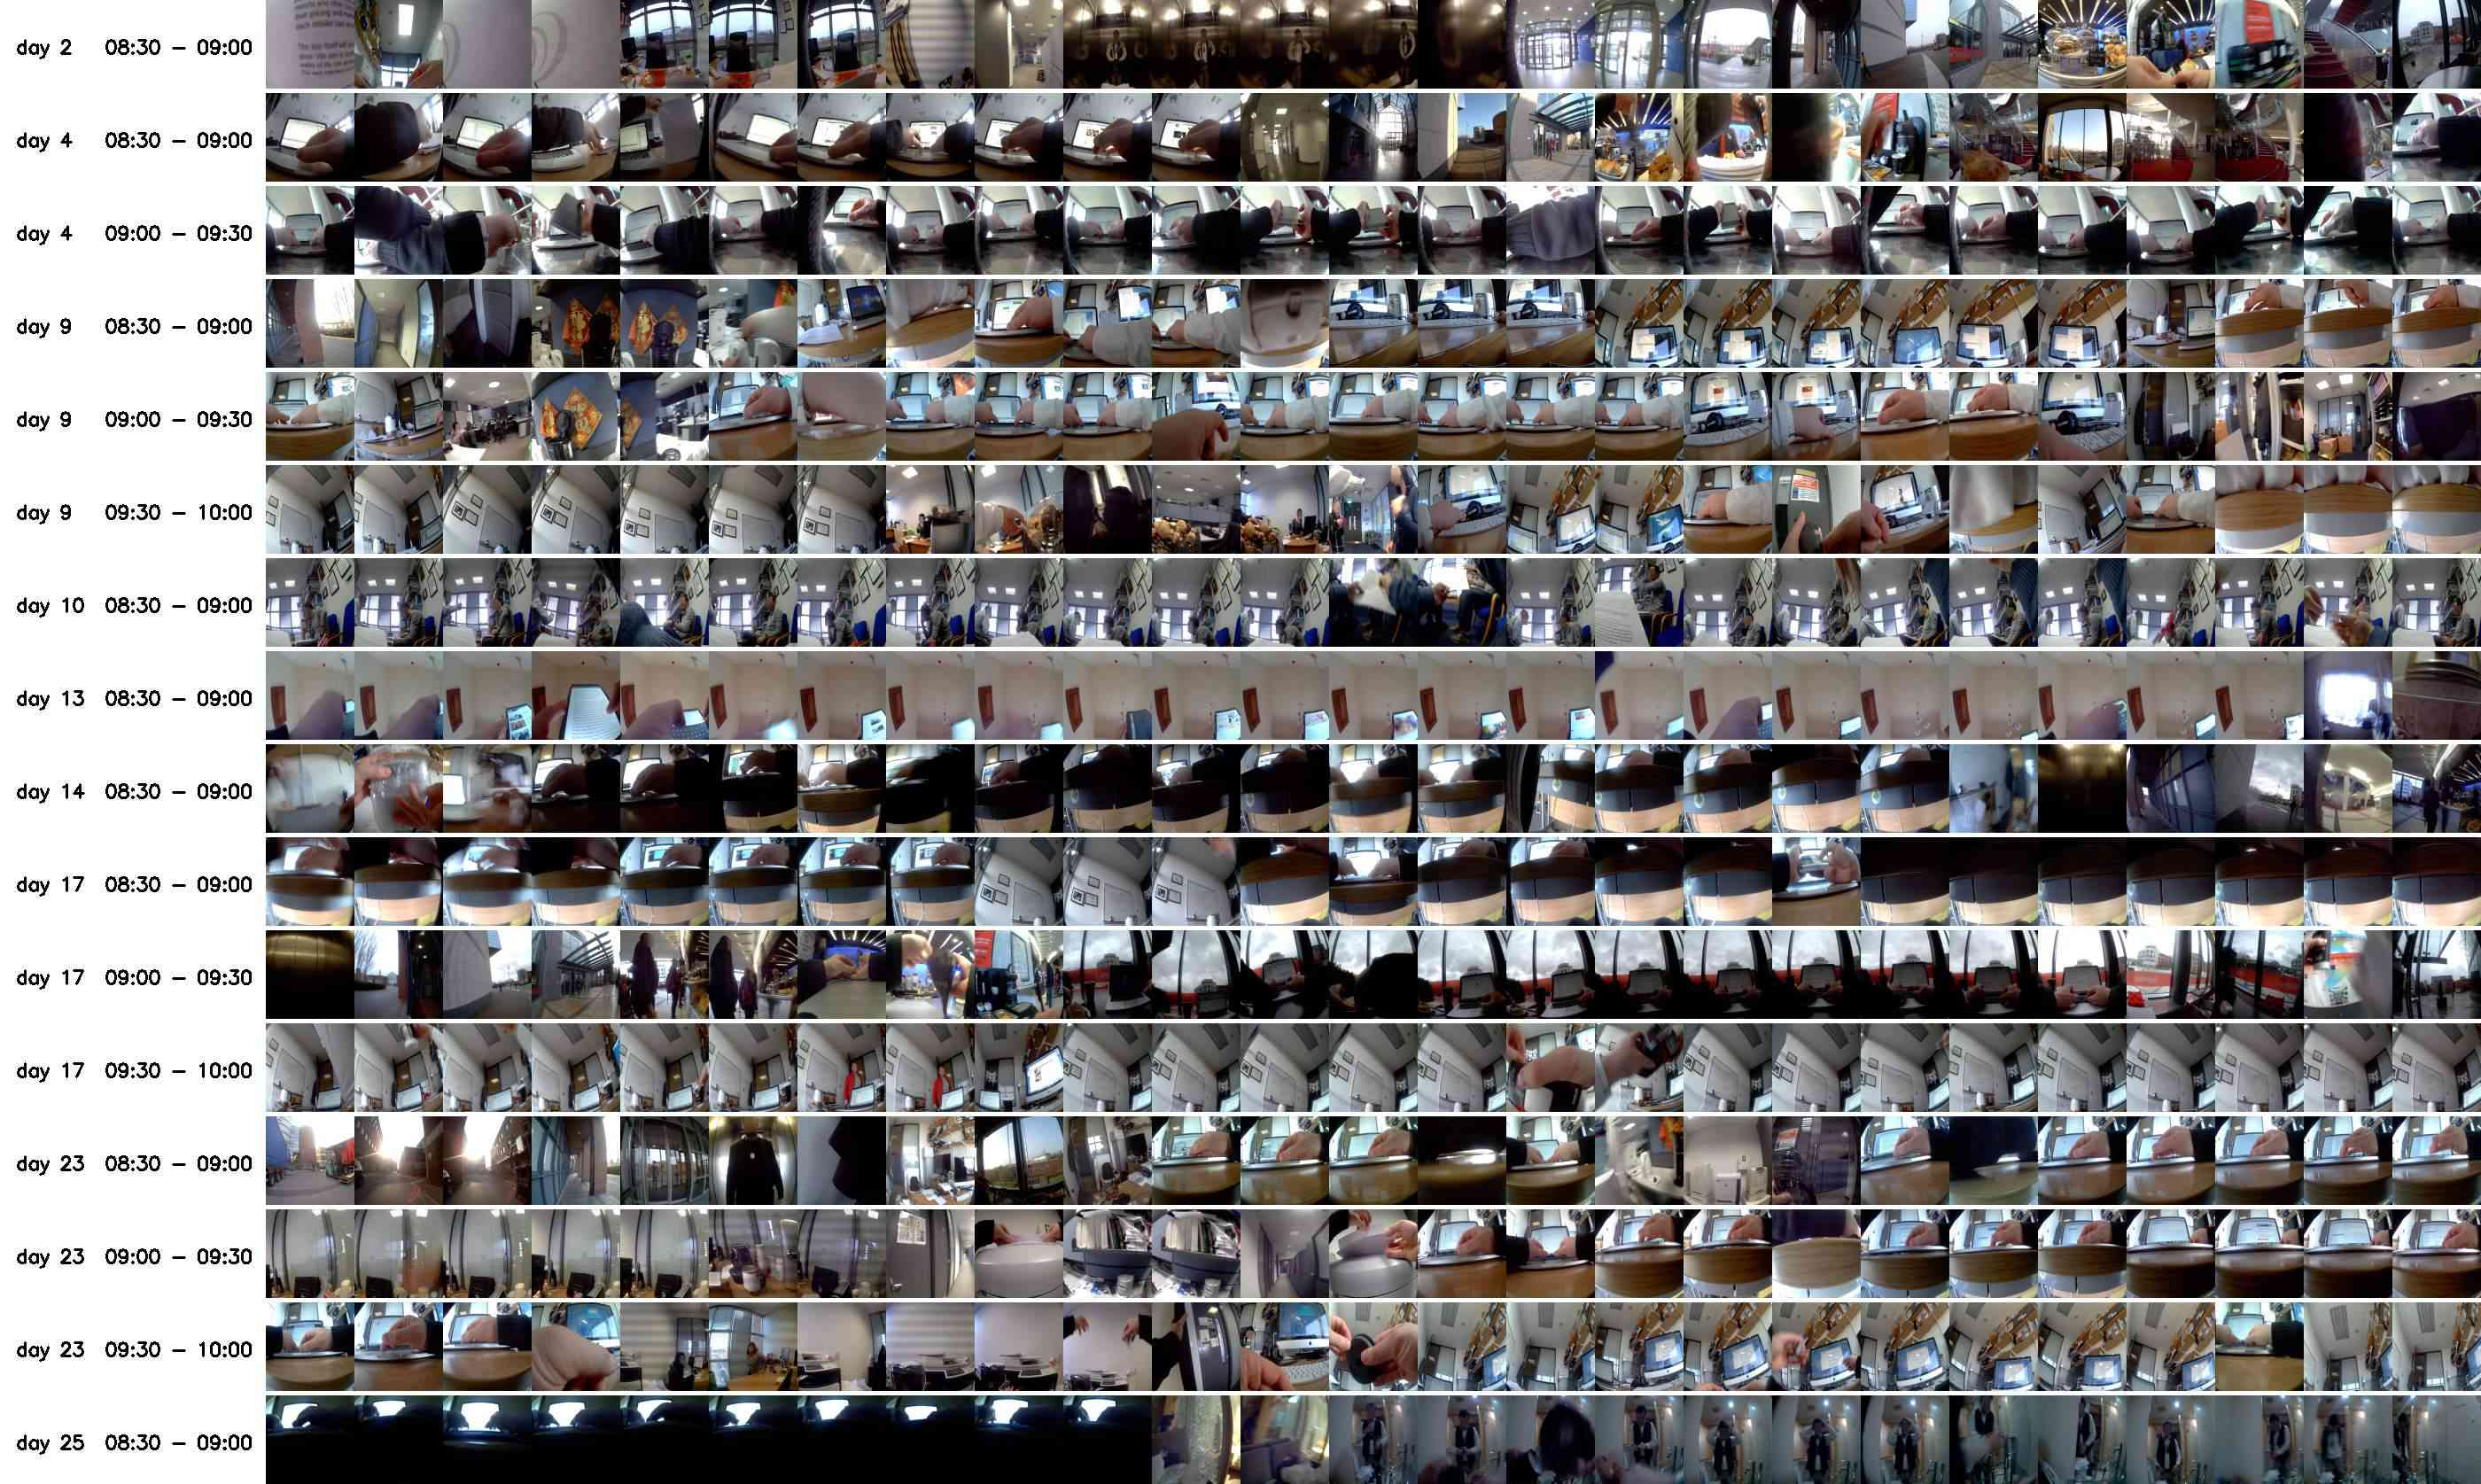 day 2 08:30 – 09:00
day 4 08:30 – 09:00
day 4 09:00 – 09:30
day 9 08:30 – 09:00
day 9 09:00 – 09:30
day 9 09:30 – 10:00
day 10 08:30 – 09:00
day 13 08:30 – 09:00
day 14 08:30 – 09:00
day 17 08:30 – 09:00
day 17 09:00 – 09:30
day 17 09:30 – 10:00
day 23 08:30 – 09:00
day 23 09:00 – 09:30
day 23 09:30 – 10:00
day 25 08:30 – 09:00